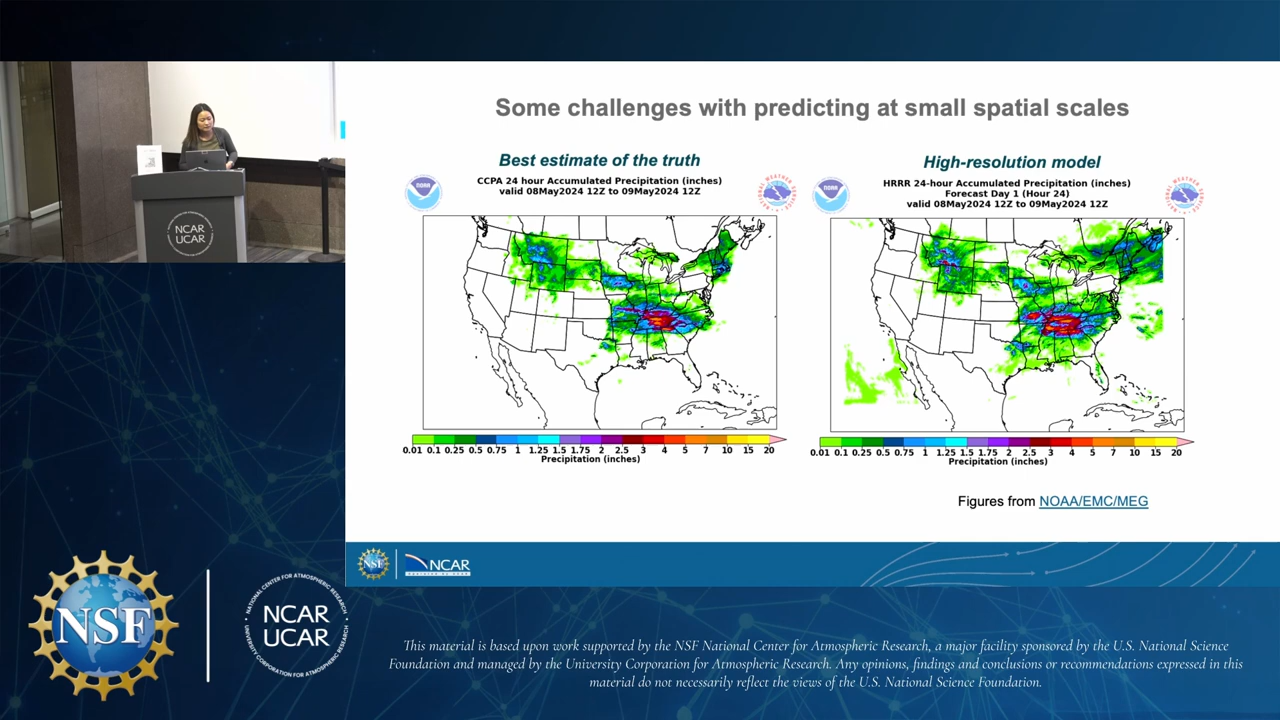 Some challenges with predicting at small spatial scales
Best estimate of the truth
CCPA 24 hour Accumulated Precipitation (inches)
valid 08May2024 12Z to 09May2024 12Z
NOAA
0.01 0.1 0.25 0.5 0.75 1 1.25 1.5 1.75 2 2.5 3 4 5 7 10 15 20
Precipitation (inches)
High-resolution model
HRRR 24-hour Accumulated Precipitation (inches)
Forecast Day 1 (Hour 24)
valid 08May2024 12Z to 09May2024 12Z
NOAA
0.01 0.1 0.25 0.5 0.75 1 1.25 1.5 1.75 2 2.5 3 4 5 7 10 15 20
Precipitation (inches)
Figures from NOAA/EMC/MEG
NCAR
UCAR
NSF
NCAR
NSF
NATIONAL CENTER FOR ATMOSPHERIC RESEARCH
NCAR
UCAR
UNIVERSITY CORPORATION FOR ATMOSPHERIC RESEARCH
This material is based upon work supported by the NSF National Center for Atmospheric Research, a major facility sponsored by the U.S. National Science
Foundation and managed by the University Corporation for Atmospheric Research. Any opinions, findings and conclusions or recommendations expressed in this
material do not necessarily reflect the views of the U.S. National Science Foundation.